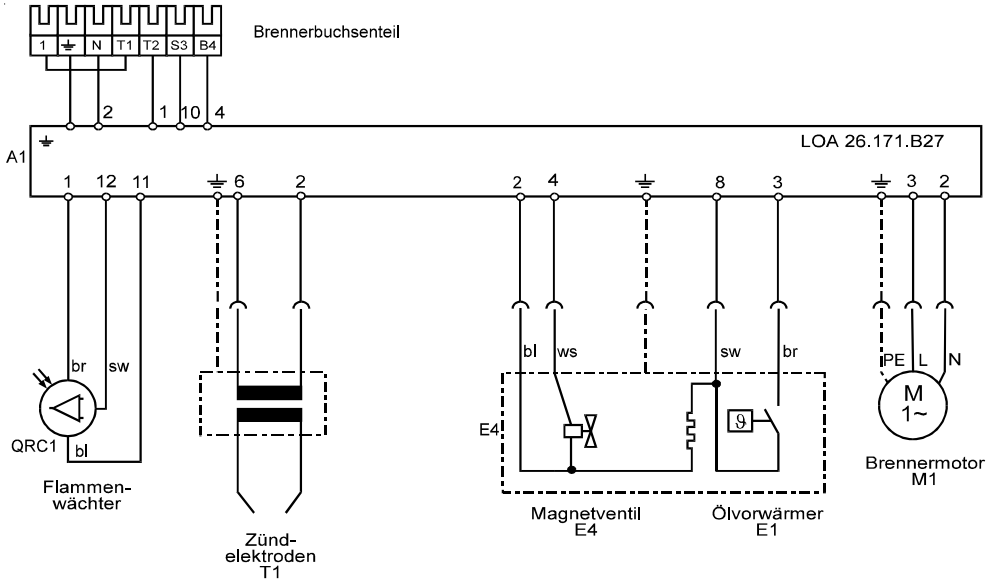 Brennerbuchsenteil
1 N T1 T2 S3 B4
2 1 10 4
LOA 26.171.B27
A1
1 12 11 6 2 2 4 8 3 3 2
bl ws sw br
br sw
PE L N
M
1~
ϑ
E4
QRC1
bl
Flammen-
wächter
Brennermotor
M1
Magnetventil
E4
Ölvorwärmer
E1
Zünd-
elektroden
T1